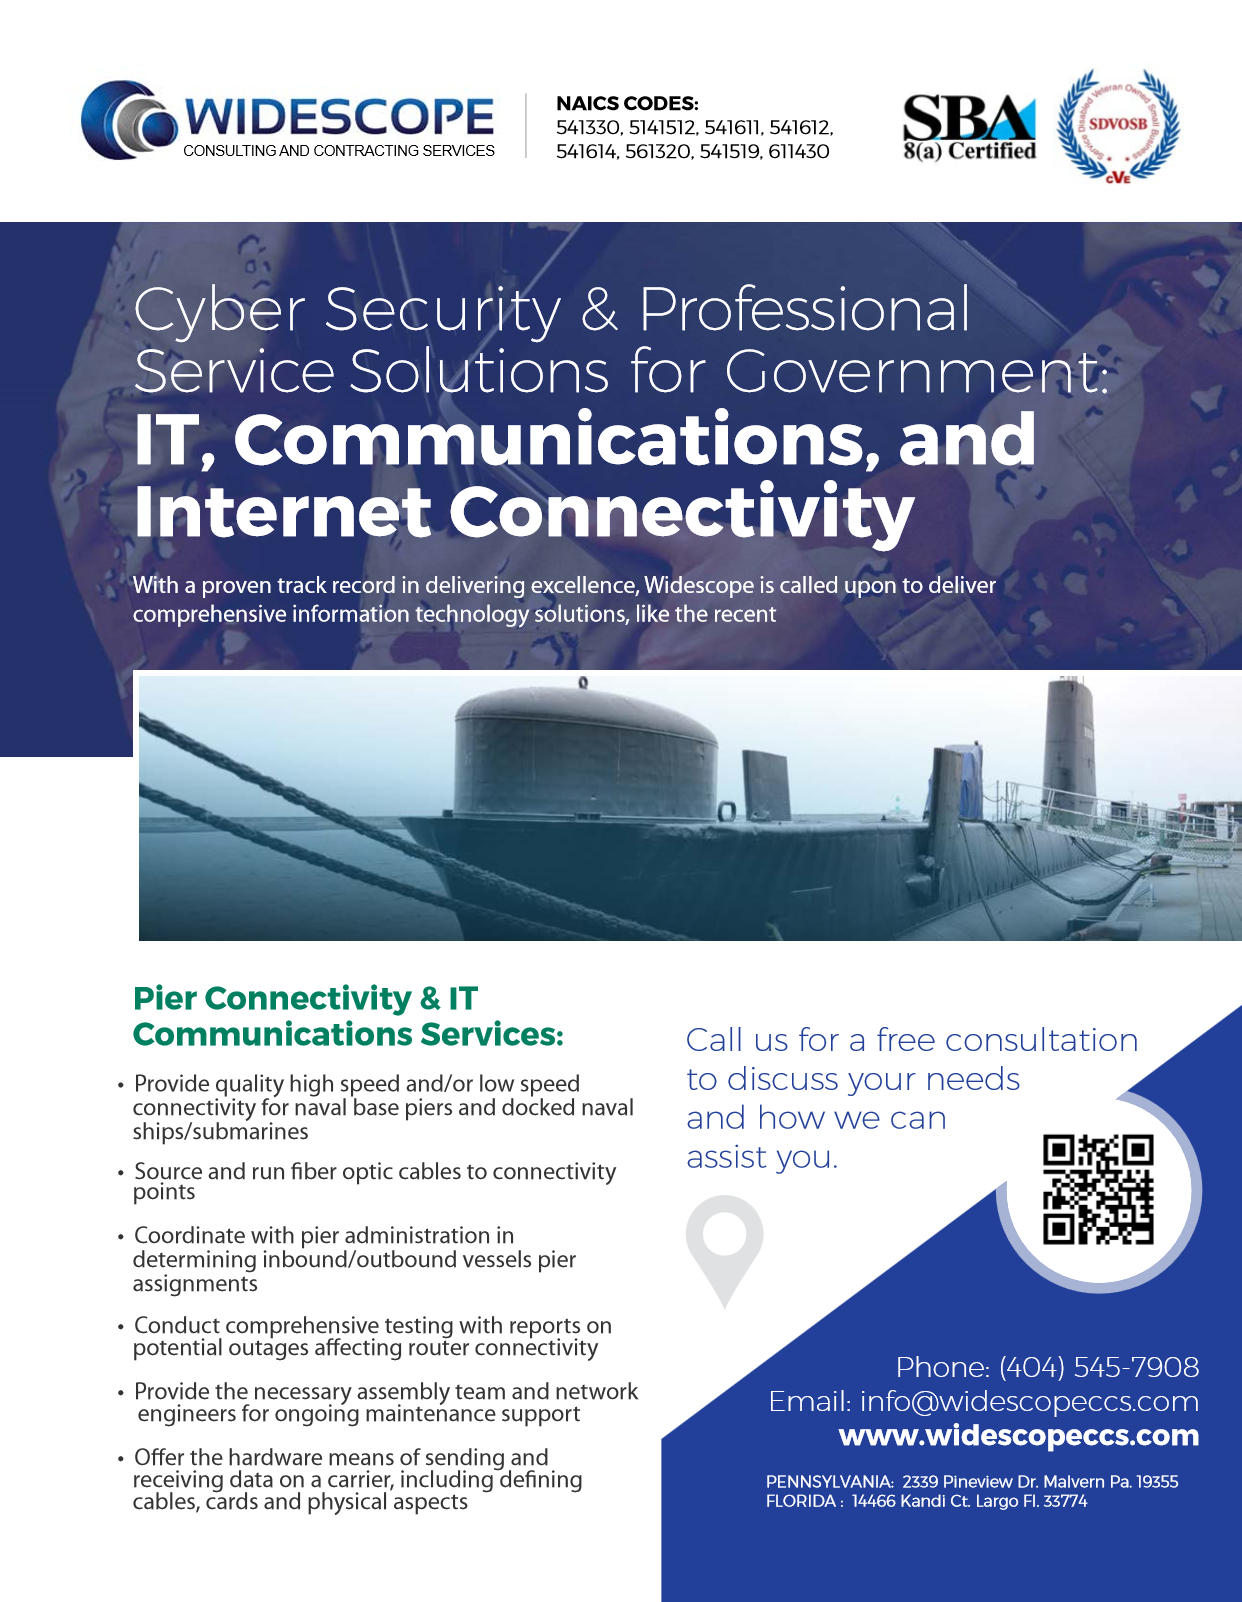 WIDESCOPE
CONSULTING AND CONTRACTING SERVICES
NAICS CODES:
541330, 5141512, 541611, 541612,
541614, 561320, 541519, 611430
SBA
8(a) Certified
Service Disabled Veteran Owned Small Business
SDVOSB
CVE
Cyber Security & Professional
Service Solutions for Government:
IT, Communications, and
Internet Connectivity
With a proven track record in delivering excellence, Widescope is called upon to deliver
comprehensive information technology solutions, like the recent
Pier Connectivity & IT
Communications Services:
• Provide quality high speed and/or low speed
connectivity for naval base piers and docked naval
ships/submarines
• Source and run fiber optic cables to connectivity
points
• Coordinate with pier administration in
determining inbound/outbound vessels pier
assignments
• Conduct comprehensive testing with reports on
potential outages affecting router connectivity
• Provide the necessary assembly team and network
engineers for ongoing maintenance support
• Offer the hardware means of sending and
receiving data on a carrier, including defining
cables, cards and physical aspects
Call us for a free consultation
to discuss your needs
and how we can
assist you.
Phone: (404) 545-7908
Email: info@widescopeccs.com
www.widescopeccs.com
PENNSYLVANIA: 2339 Pineview Dr. Malvern Pa. 19355
FLORIDA : 14466 Kandi Ct. Largo Fl. 33774